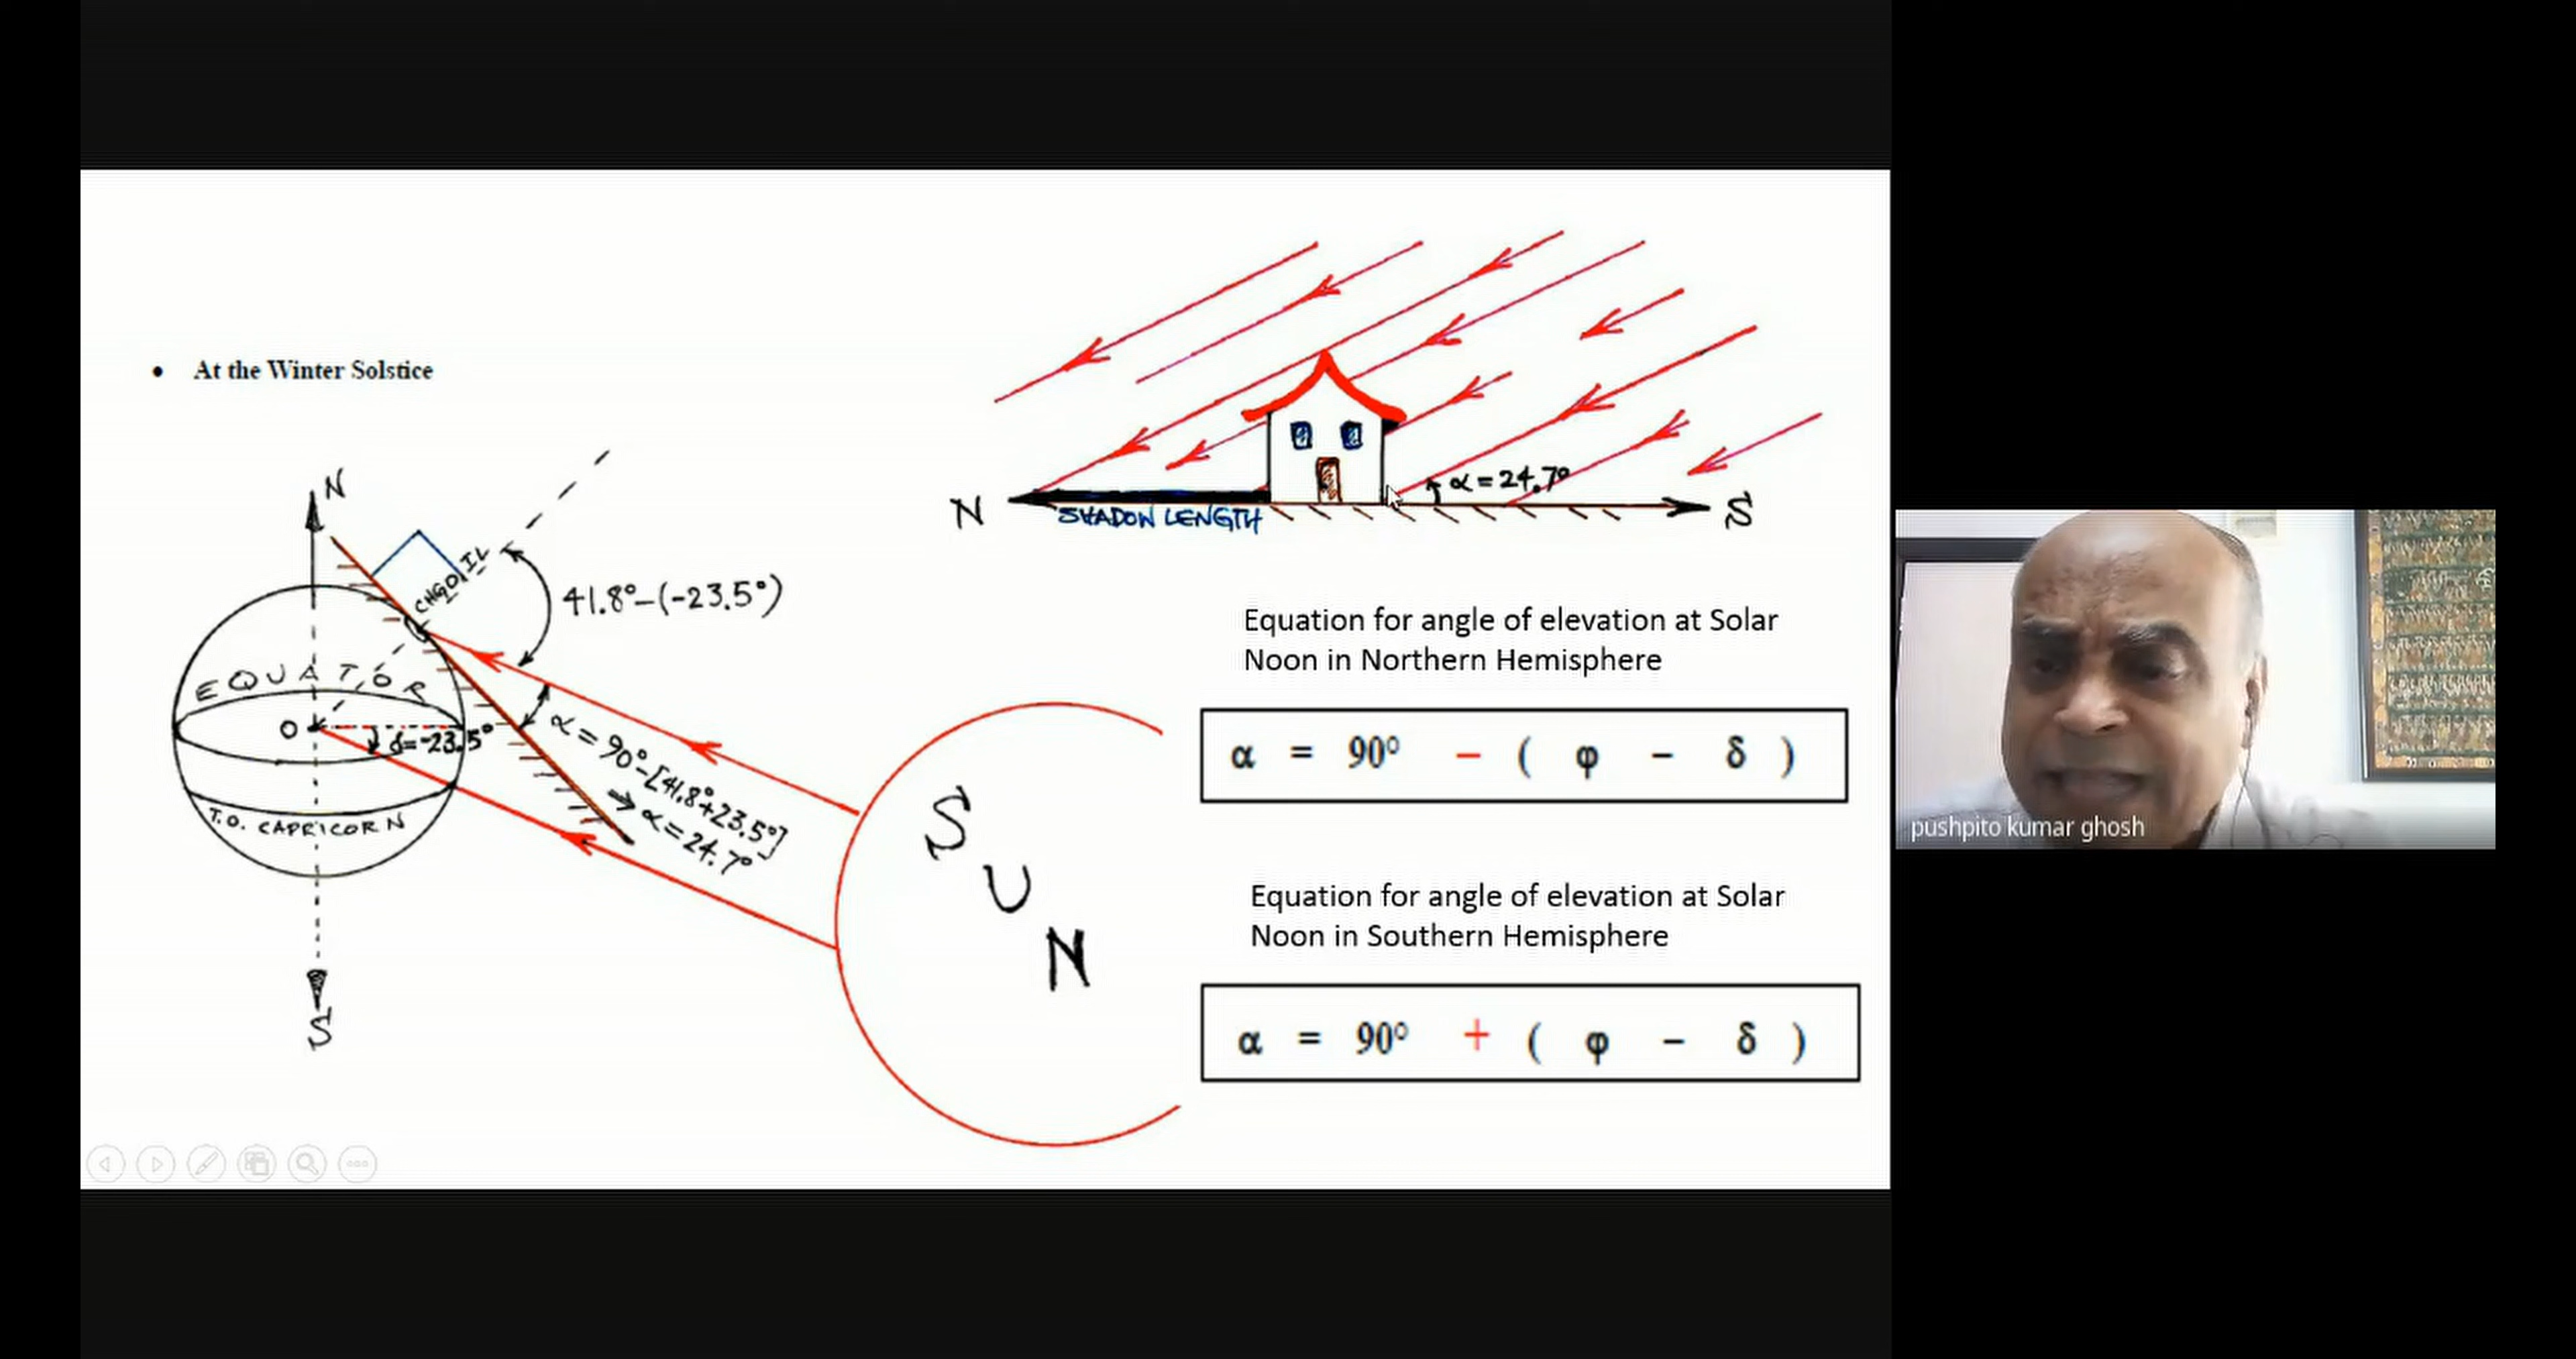 • At the Winter Solstice
N
CHGO IL
41.8°-(-23.5°)
EQUATOR
O
δ=-23.5°
α = 90°-[41.8°+23.5°]
⇒ α = 24.7°
T.O. CAPRICORN
S
SUN
α = 24.7°
N
SHADOW LENGTH
S
Equation for angle of elevation at Solar
Noon in Northern Hemisphere
α = 90⁰ − ( φ − δ )
Equation for angle of elevation at Solar
Noon in Southern Hemisphere
α = 90⁰ + ( φ − δ )
pushpito kumar ghosh